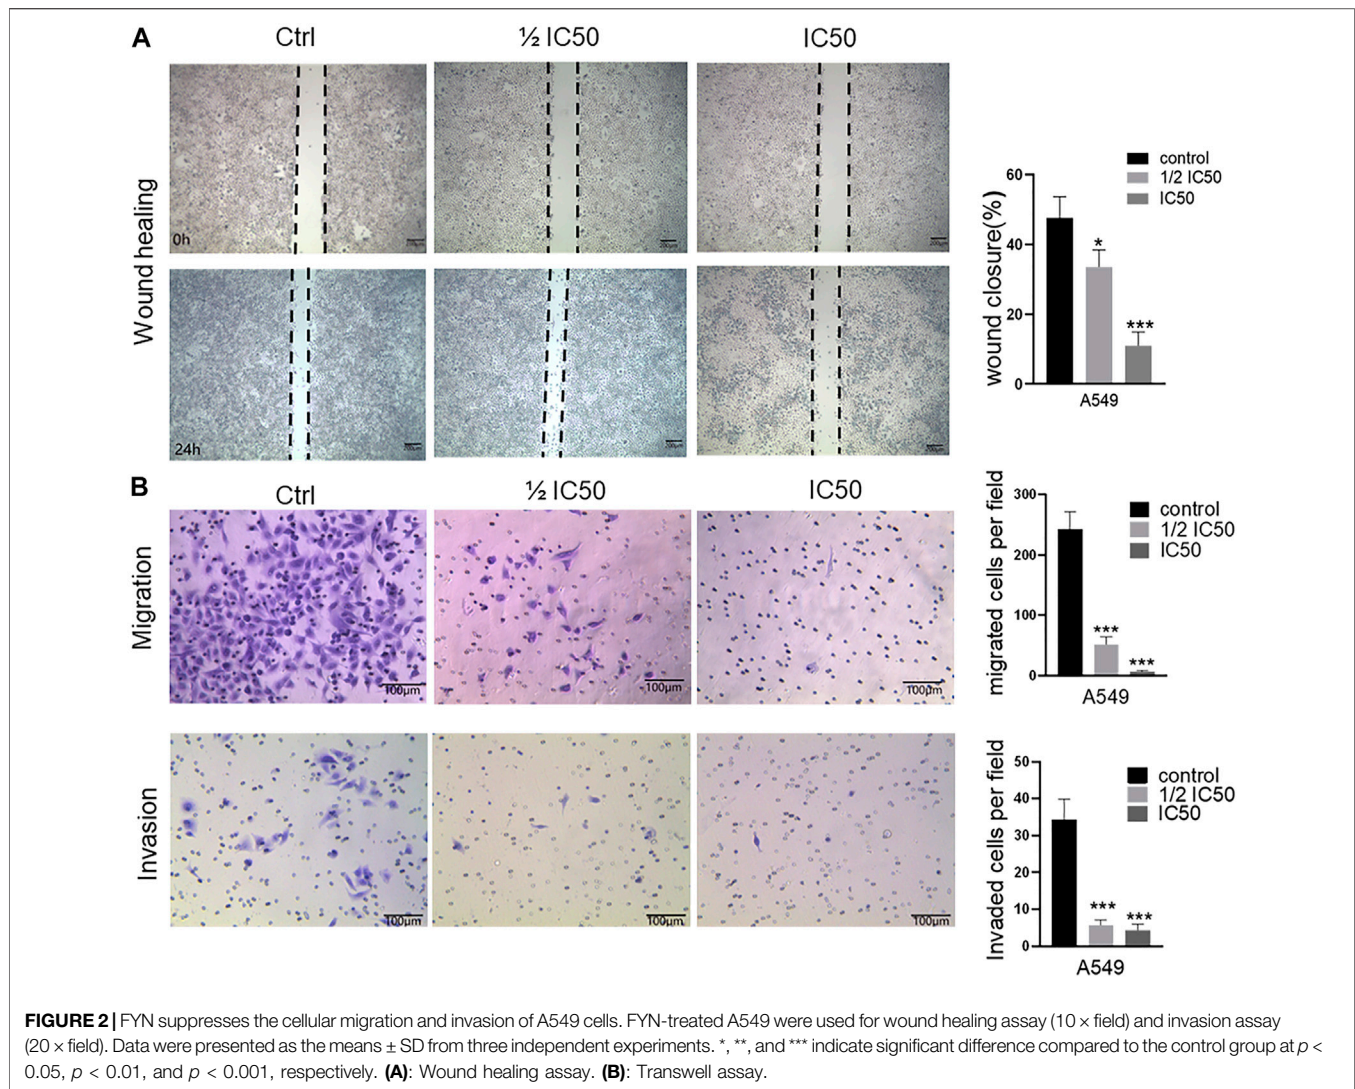 A
Ctrl
½ IC50
IC50
Wound healing
0h
200μm
200μm
200μm
24h
200μm
200μm
200μm
control
1/2 IC50
IC50
wound closure(%)
60
40
20
0
*
***
A549
B
Ctrl
½ IC50
IC50
Migration
100μm
100μm
100μm
control
1/2 IC50
IC50
migrated cells per field
300
200
100
0
***
***
A549
Invasion
100μm
100μm
100μm
control
1/2 IC50
IC50
Invaded cells per field
50
40
30
20
10
0
***
***
A549
FIGURE 2 | FYN suppresses the cellular migration and invasion of A549 cells. FYN-treated A549 were used for wound healing assay (10 × field) and invasion assay
(20 × field). Data were presented as the means ± SD from three independent experiments. *, **, and *** indicate significant difference compared to the control group at p <
0.05, p < 0.01, and p < 0.001, respectively. (A): Wound healing assay. (B): Transwell assay.